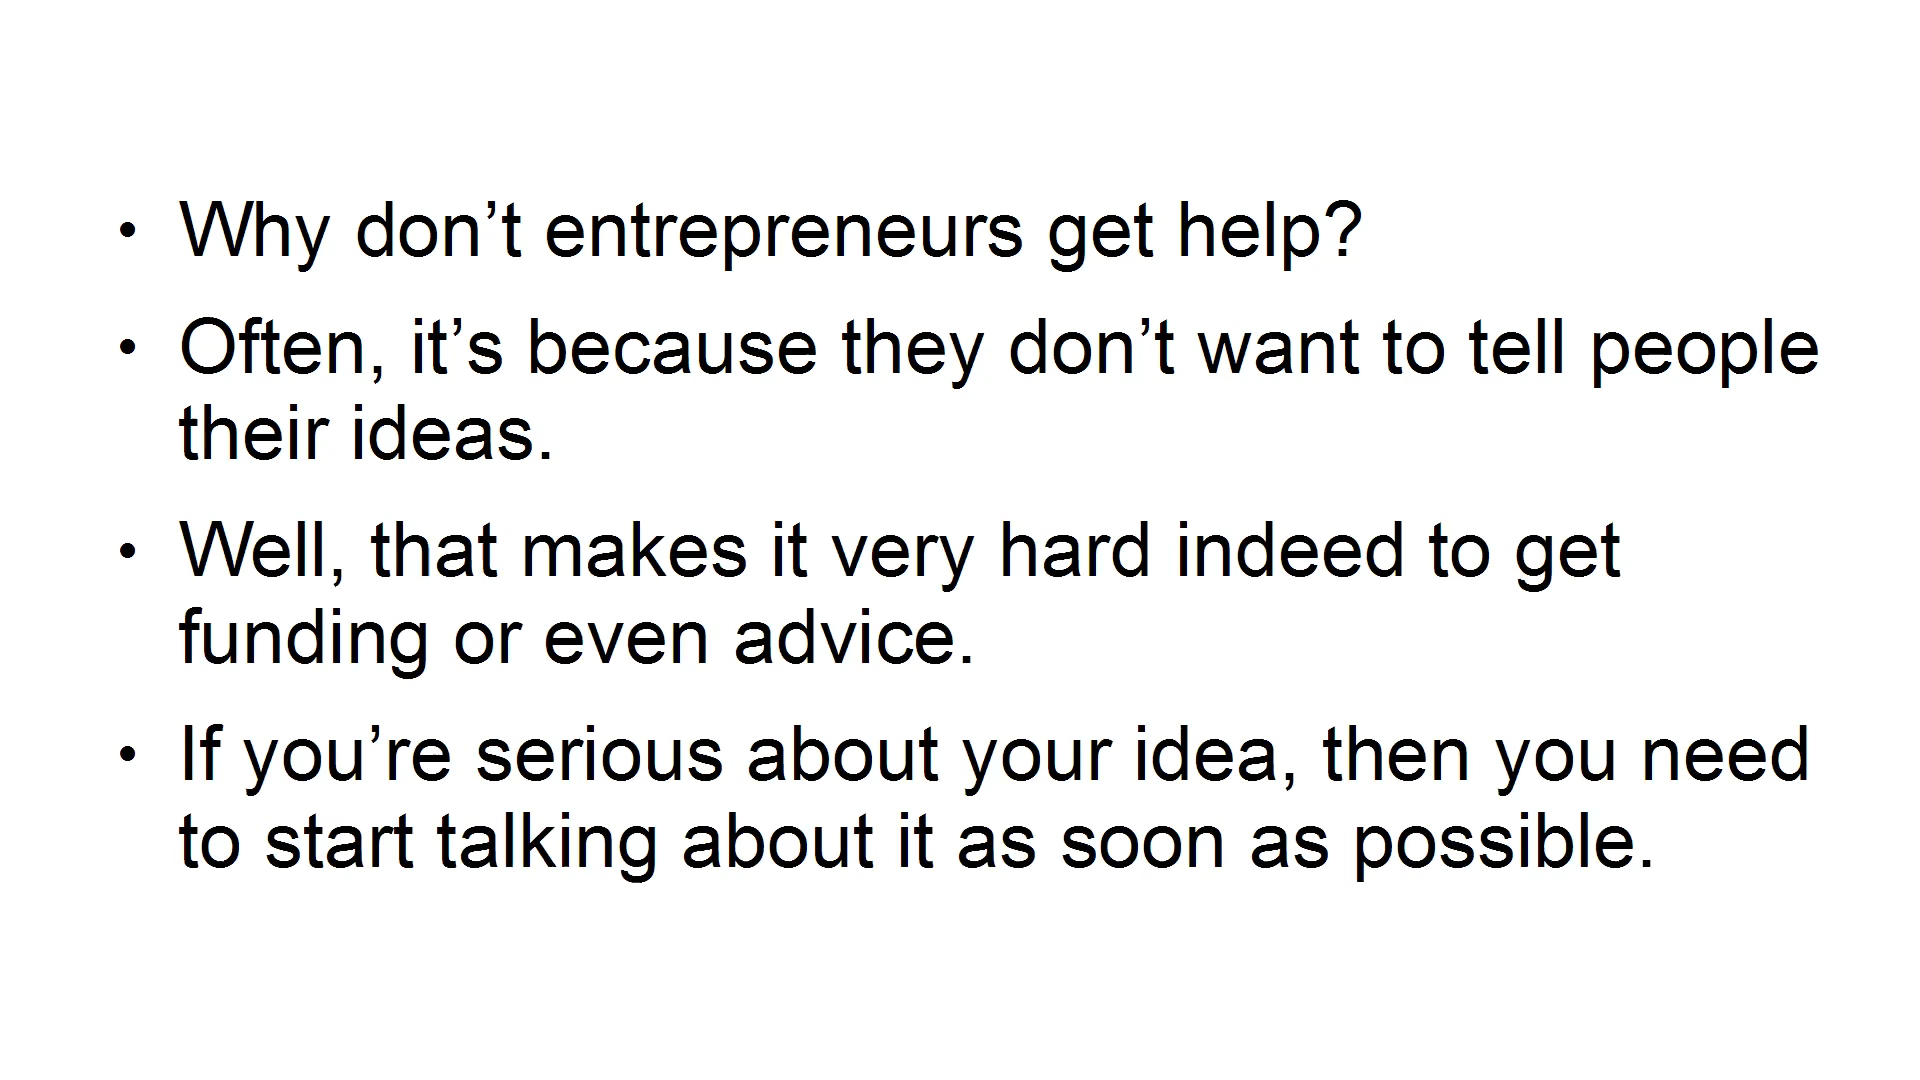 • Why don’t entrepreneurs get help?
• Often, it’s because they don’t want to tell people
their ideas.
• Well, that makes it very hard indeed to get
funding or even advice.
• If you’re serious about your idea, then you need
to start talking about it as soon as possible.